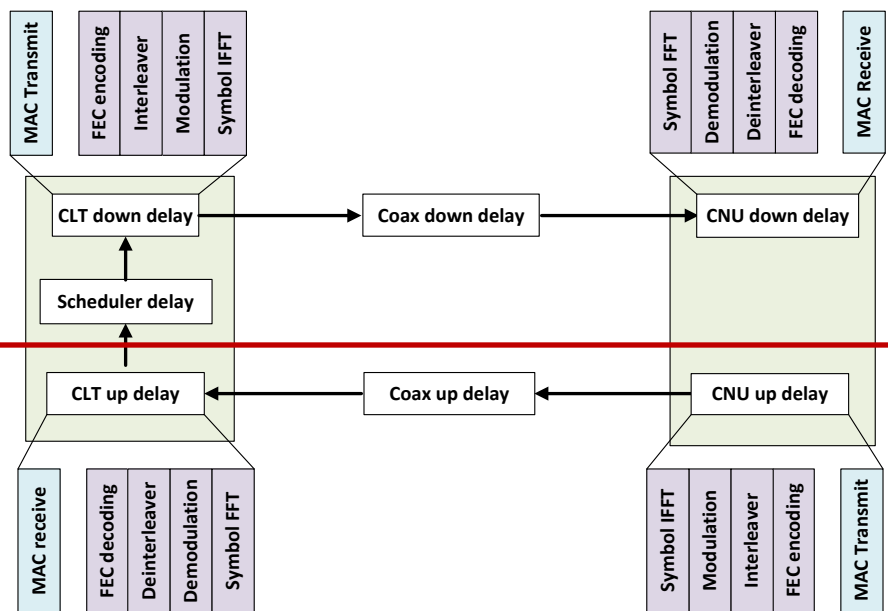 MAC Transmit
FEC encoding
Interleaver
Modulation
Symbol IFFT
Symbol FFT
Demodulation
Deinterleaver
FEC decoding
MAC Receive
CLT down delay
Coax down delay
CNU down delay
Scheduler delay
CLT up delay
Coax up delay
CNU up delay
MAC receive
FEC decoding
Deinterleaver
Demodulation
Symbol FFT
Symbol IFFT
Modulation
Interleaver
FEC encoding
MAC Transmit